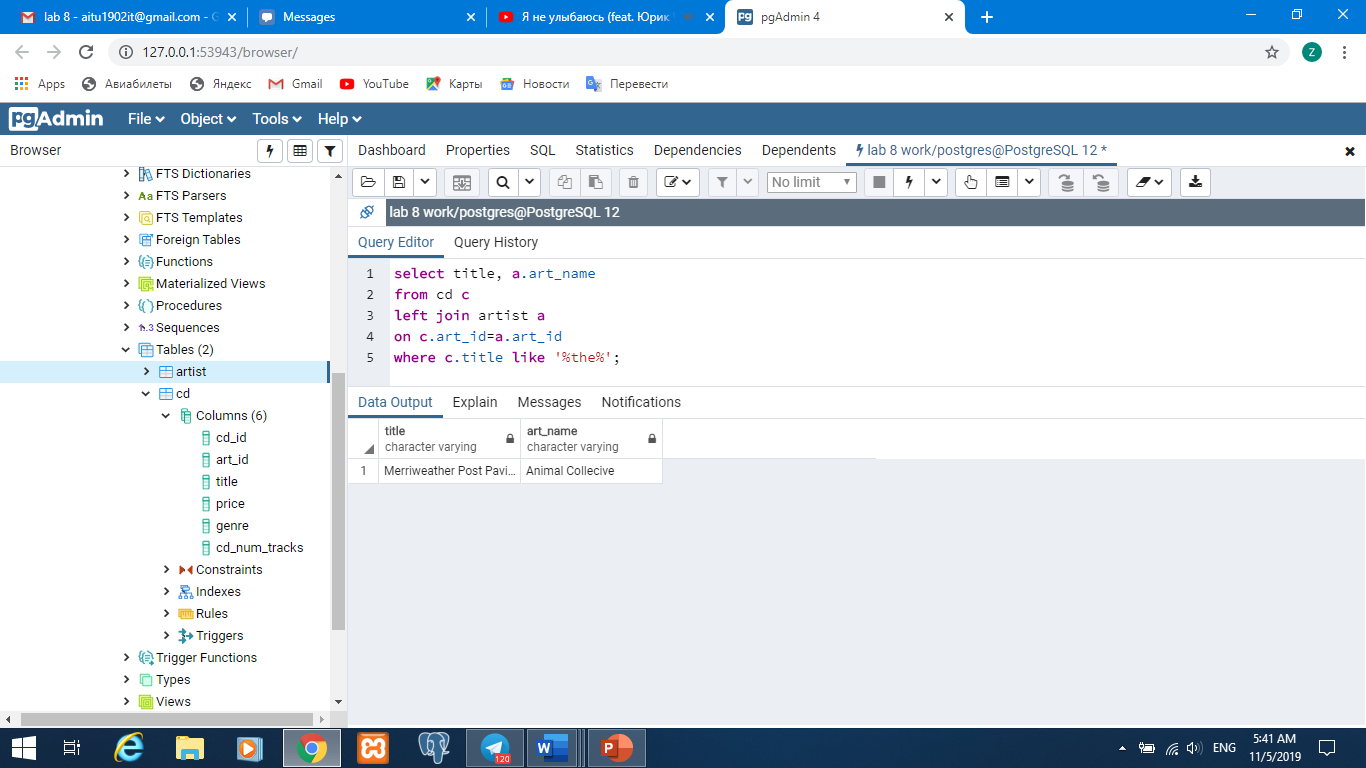 lab 8 - aitu1902it@gmail.com - G
Messages
Я не улыбаюсь (feat. Юрик
pgAdmin 4
127.0.0.1:53943/browser/
Z
Apps
Авиабилеты
Яндекс
Gmail
YouTube
Карты
Новости
Перевести
pgAdmin
File
Object
Tools
Help
Browser
Dashboard
Properties
SQL
Statistics
Dependencies
Dependents
lab 8 work/postgres@PostgreSQL 12 *
FTS Dictionaries
FTS Parsers
FTS Templates
Foreign Tables
Functions
Materialized Views
Procedures
Sequences
Tables (2)
artist
cd
Columns (6)
cd_id
art_id
title
price
genre
cd_num_tracks
Constraints
Indexes
Rules
Triggers
Trigger Functions
Types
Views
No limit
lab 8 work/postgres@PostgreSQL 12
Query Editor
Query History
1 select title, a.art_name
2 from cd c
3 left join artist a
4 on c.art_id=a.art_id
5 where c.title like '%the%';
Data Output
Explain
Messages
Notifications
title
character varying
art_name
character varying
1 Merriweather Post Pavi... Animal Collecive
120
ENG
5:41 AM
11/5/2019